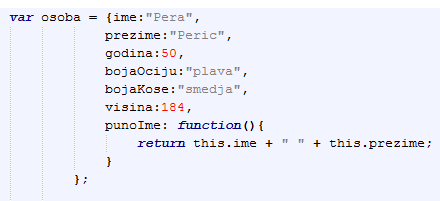 var osoba = {ime:"Pera",
prezime:"Peric",
godina:50,
bojaOciju:"plava",
bojaKose:"smedja",
visina:184,
punoIme: function(){
return this.ime + " " + this.prezime;
}
};